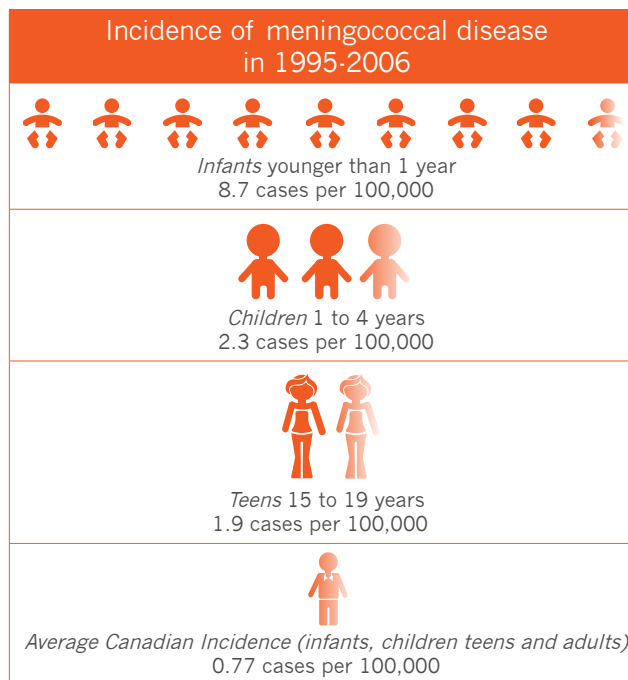 Incidence of meningococcal disease
in 1995-2006
Infants younger than 1 year
8.7 cases per 100,000
Children 1 to 4 years
2.3 cases per 100,000
Teens 15 to 19 years
1.9 cases per 100,000
Average Canadian Incidence (infants, children teens and adults)
0.77 cases per 100,000